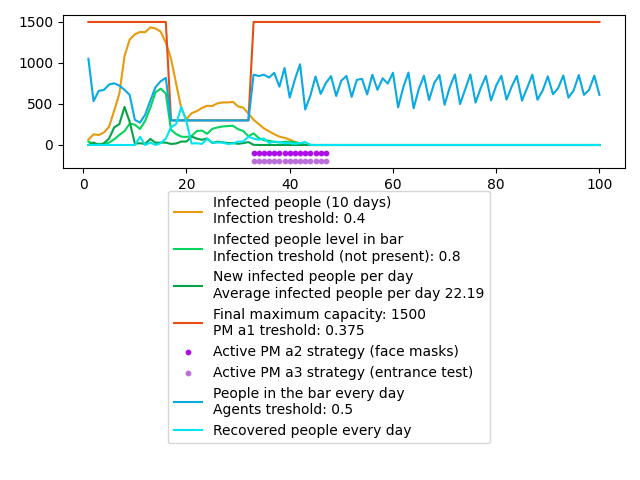 1500
1000
500
0
0 20 40 60 80 100
Infected people (10 days)
Infection treshold: 0.4
Infected people level in bar
Infection treshold (not present): 0.8
New infected people per day
Average infected people per day 22.19
Final maximum capacity: 1500
PM a1 treshold: 0.375
Active PM a2 strategy (face masks)
Active PM a3 strategy (entrance test)
People in the bar every day
Agents treshold: 0.5
Recovered people every day